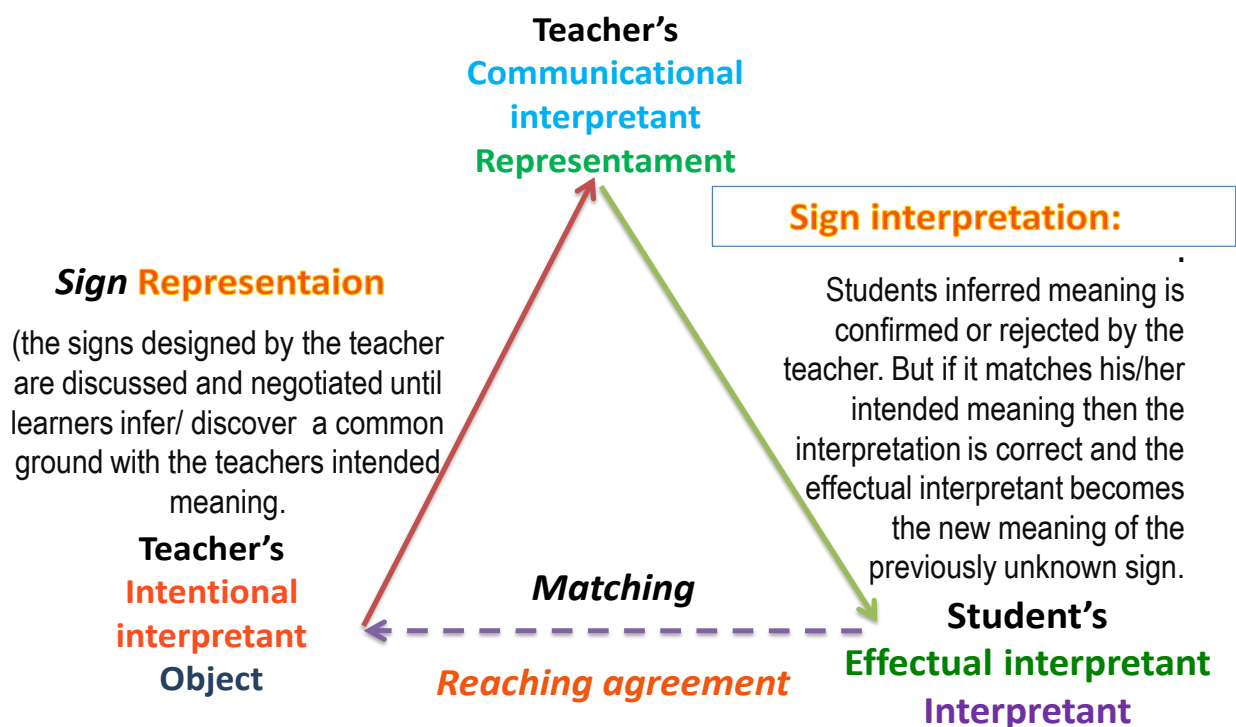 Teacher’s
Communicational
interpretant
Representament
Sign interpretation:
.
Sign Representaion
(the signs designed by the teacher
are discussed and negotiated until
learners infer/ discover a common
ground with the teachers intended
meaning.
Teacher’s
Intentional
interpretant
Object
Students inferred meaning is
confirmed or rejected by the
teacher. But if it matches his/her
intended meaning then the
interpretation is correct and the
effectual interpretant becomes
the new meaning of the
previously unknown sign.
Matching
Reaching agreement
Student’s
Effectual interpretant
Interpretant